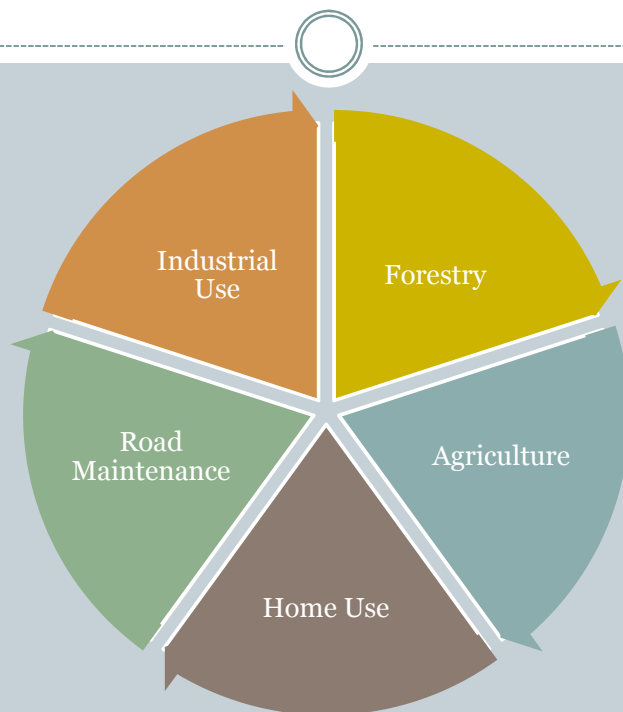 Industrial
Use
Forestry
Road
Maintenance
Agriculture
Home Use